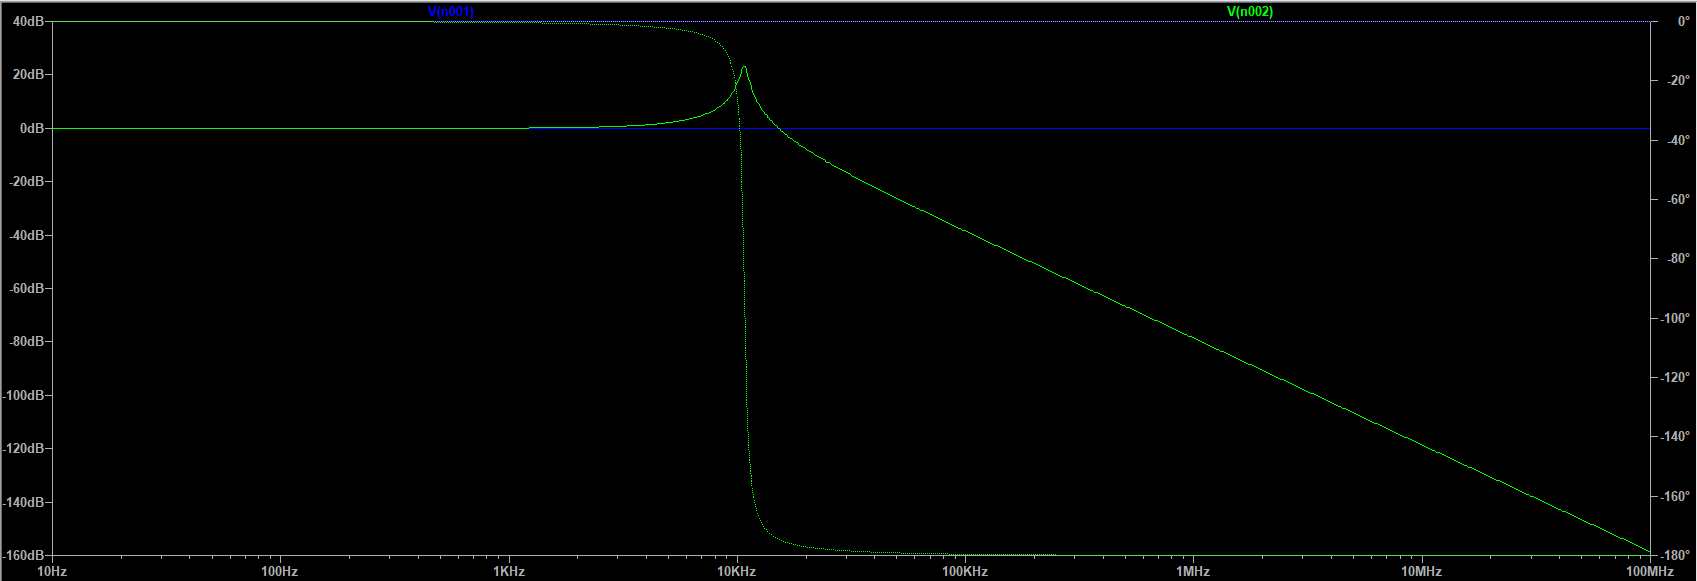 V(n001) V(n002)
40dB 0°
20dB -20°
0dB -40°
-20dB -60°
-40dB -80°
-60dB -100°
-80dB -120°
-100dB -140°
-120dB -160°
-140dB -180°
-160dB
10Hz 100Hz 1KHz 10KHz 100KHz 1MHz 10MHz 100MHz